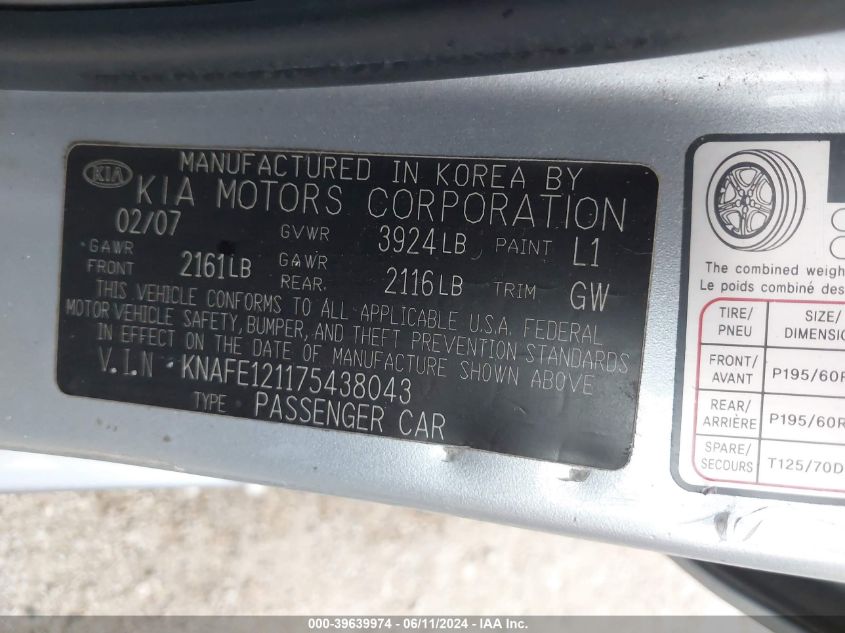 KIA
MANUFACTURED IN KOREA BY
KIA MOTORS CORPORATION
02/07 GVWR 3924LB PAINT L1
GAWR FRONT 2161LB GAWR REAR 2116LB TRIM GW
THIS VEHICLE CONFORMS TO ALL APPLICABLE U.S.A. FEDERAL
MOTOR VEHICLE SAFETY, BUMPER, AND THEFT PREVENTION STANDARDS
IN EFFECT ON THE DATE OF MANUFACTURE SHOWN ABOVE
V.I.N KNAFE121175438043
TYPE PASSENGER CAR
The combined weigh
Le poids combiné des
TIRE/ PNEU SIZE/ DIMENSIO
FRONT/ AVANT P195/60R
REAR/ ARRIÈRE P195/60R
SPARE/ SECOURS T125/70D
000-39639974 - 06/11/2024 - IAA Inc.